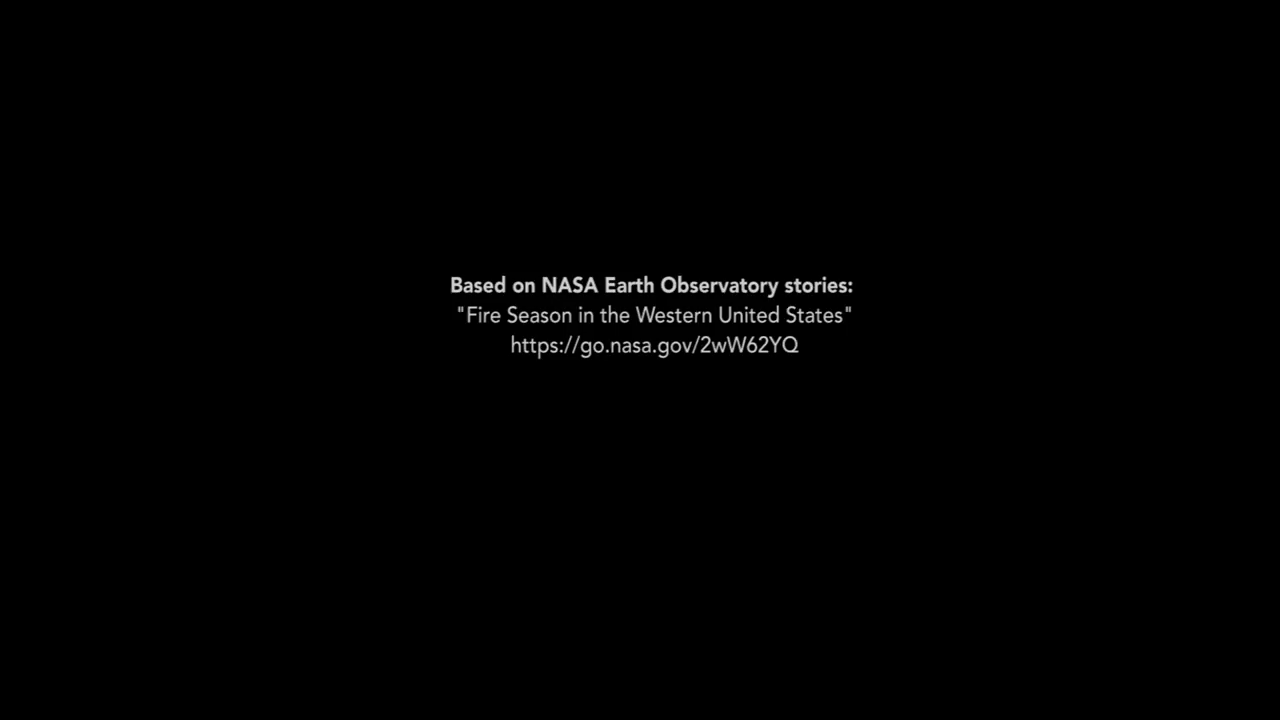 Based on NASA Earth Observatory stories:
"Fire Season in the Western United States"
https://go.nasa.gov/2wW62YQ